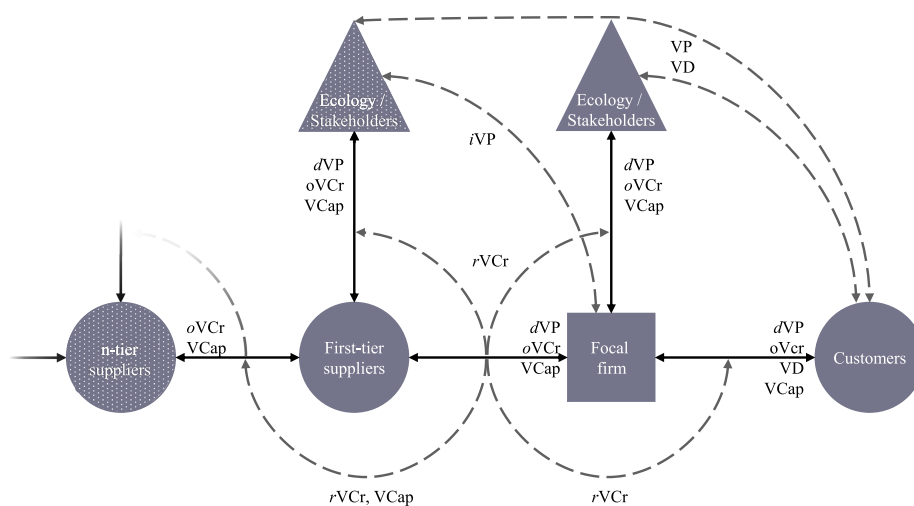 VP
VD
Ecology /
Stakeholders
Ecology /
Stakeholders
iVP
dVP
oVCr
VCap
dVP
oVCr
VCap
rVCr
n-tier
suppliers
oVCr
VCap
First-tier
suppliers
dVP
oVCr
VCap
Focal
firm
dVP
oVcr
VD
VCap
Customers
rVCr, VCap
rVCr